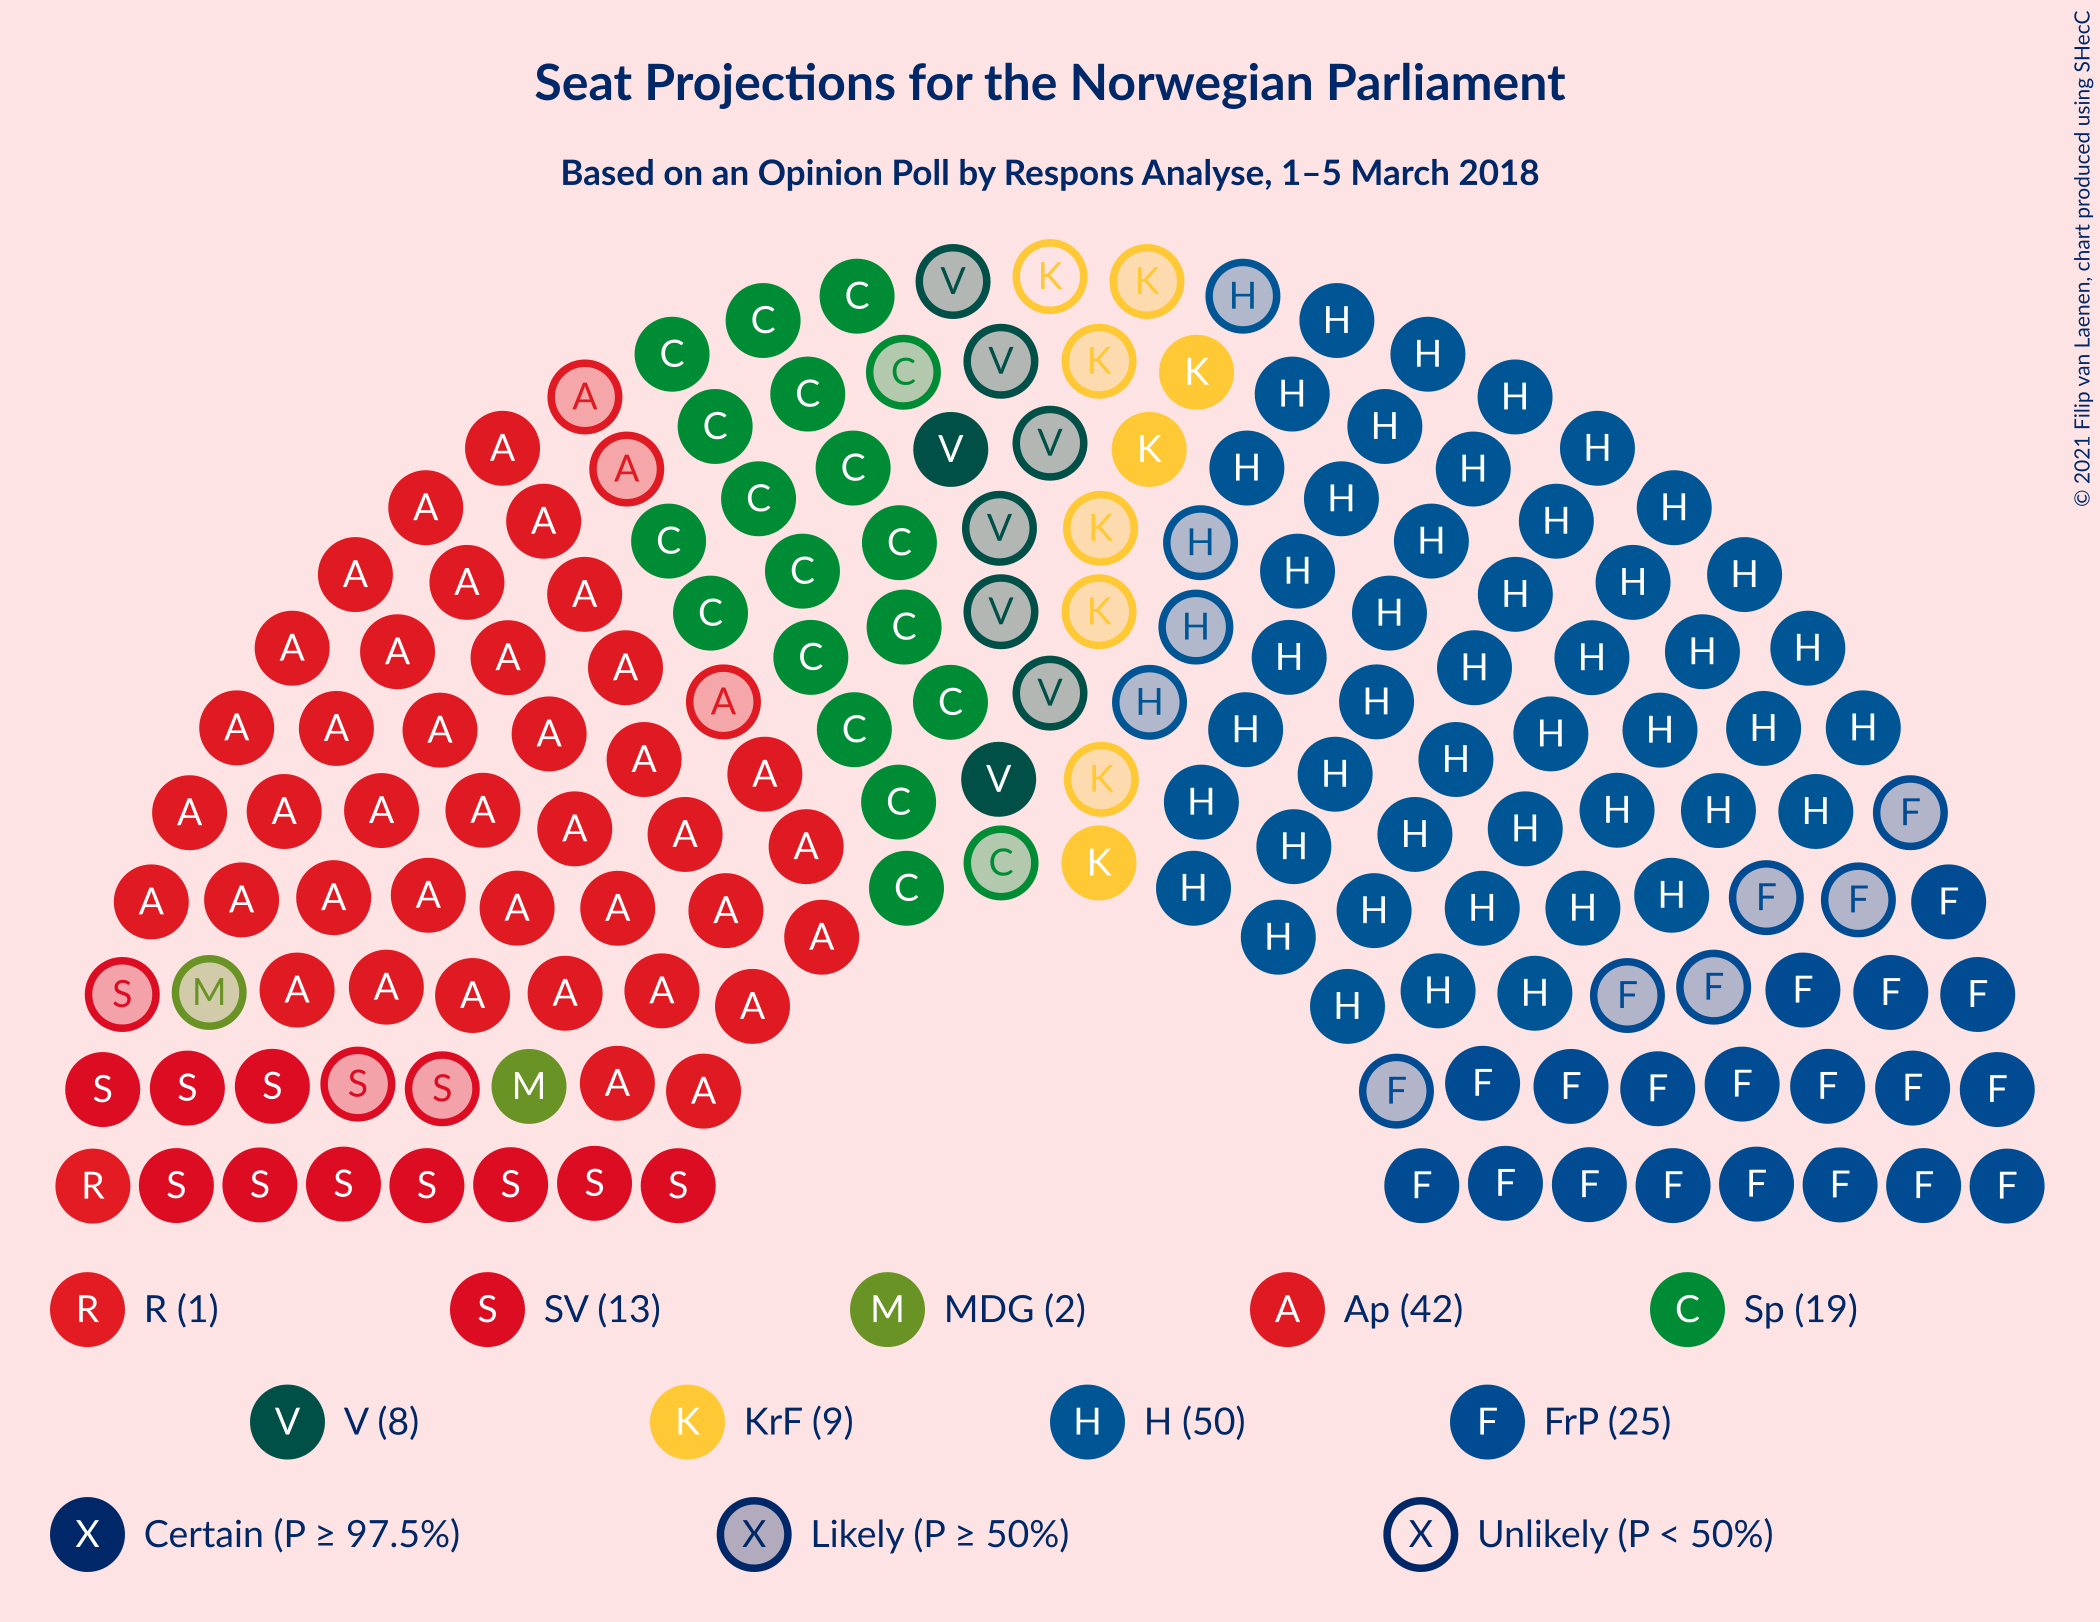 Seat Projections for the Norwegian Parliament
Based on an Opinion Poll by Respons Analyse, 1–5 March 2018
© 2021 Filip van Laenen, chart produced using SHecC
K
V K
C H
C H
C V K H
A C K H
C H
A C V H
A C K H
A C H
A C V K H
A C H H
A C H
A C H
A C V K H
A C H H
A C H
A C V K H
A C H H
A A H H
A A C V H H
A A C H H
A A C H H
A A A V K H H H
A A C H H
A A A A A C H H H H H F
A A C K H H
A A A A A A A C H H H H H F F F
A H
S M A A A A A A H H H F F F F F
S S S S S M A A F F F F F F F F
R S S S S S S S F F F F F F F F
R R (1) S SV (13) M MDG (2) A Ap (42) C Sp (19)
V V (8) K KrF (9) H H (50) F FrP (25)
X Certain (P ≥ 97.5%) X Likely (P ≥ 50%) X Unlikely (P < 50%)